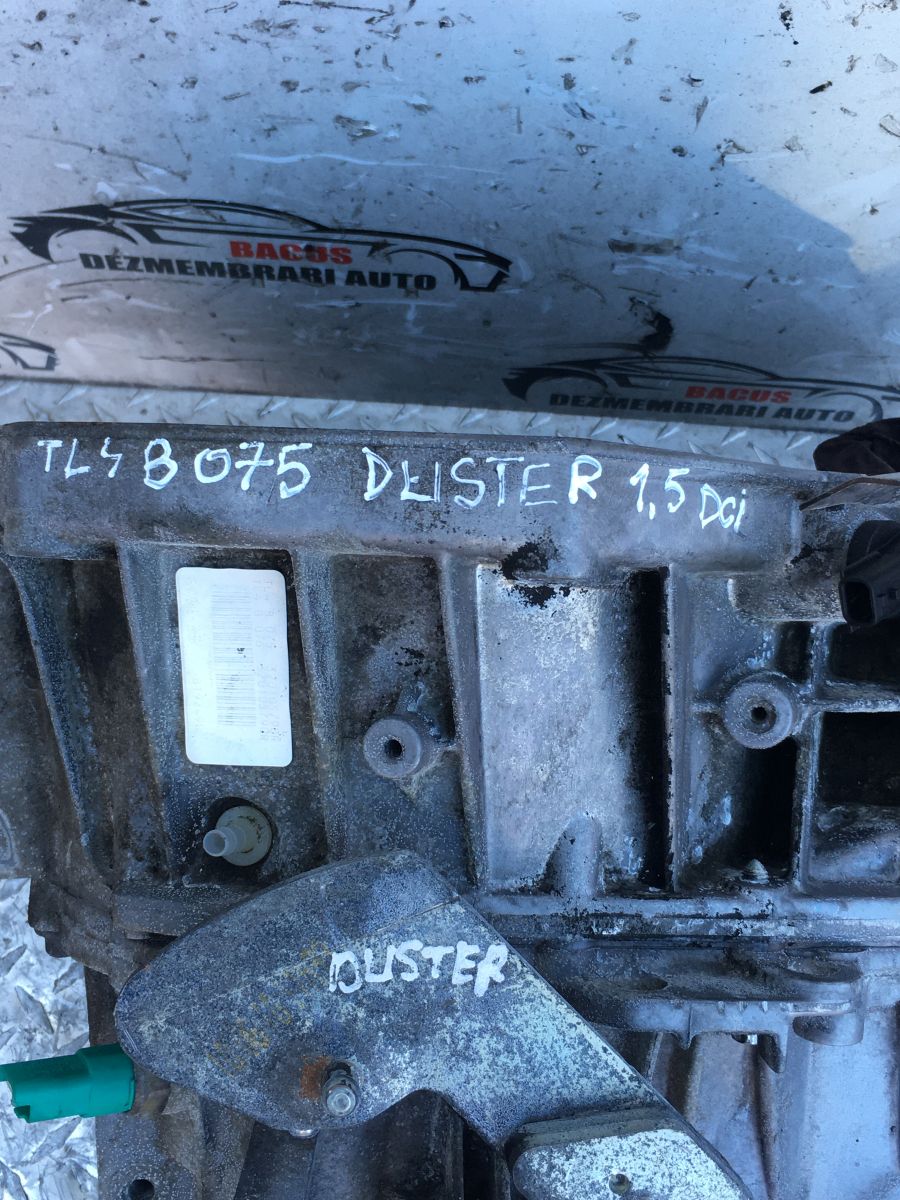 BACUS
DEZMEMBRARI AUTO
BACUS
DEZMEMBRARI AUTO
TL4B075 DUSTER 1,5 DCi
DUSTER